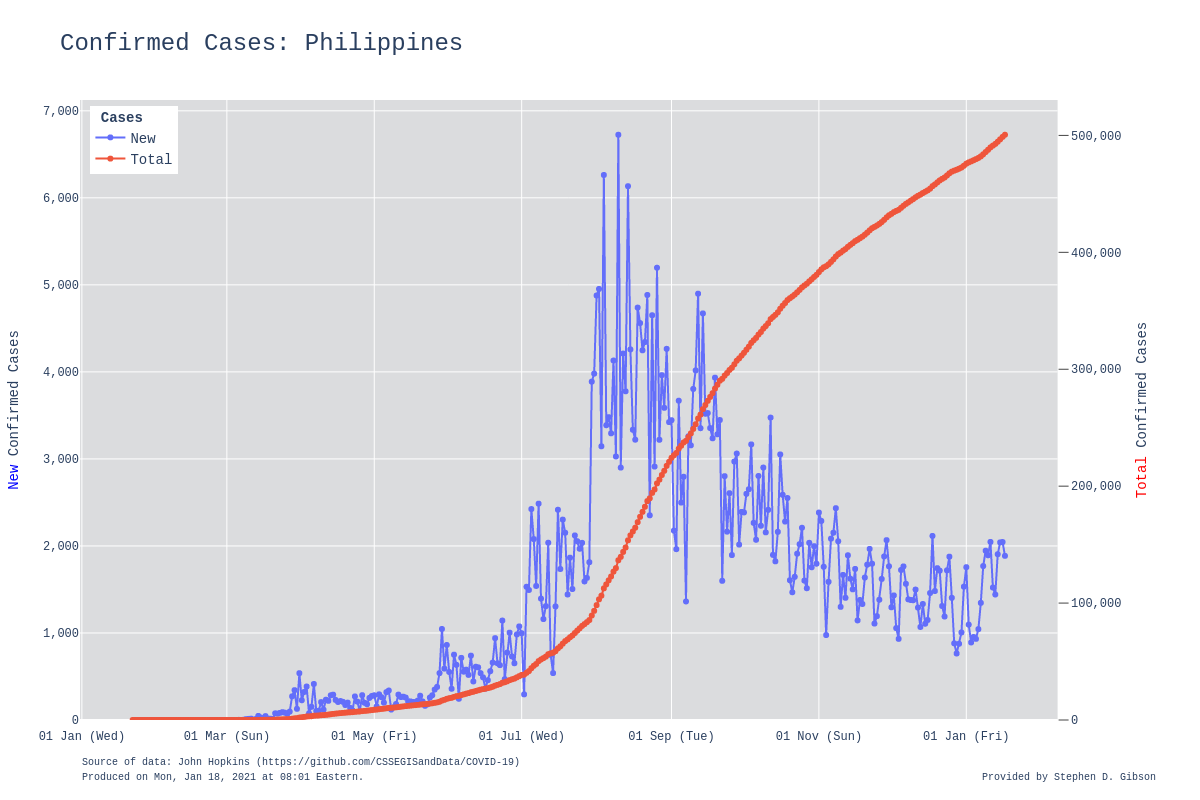 Confirmed Cases: Philippines
Cases
New
Total
7,000
6,000
5,000
4,000
3,000
2,000
1,000
0
New Confirmed Cases
500,000
400,000
300,000
200,000
100,000
0
Total Confirmed Cases
01 Jan (Wed) 01 Mar (Sun) 01 May (Fri) 01 Jul (Wed) 01 Sep (Tue) 01 Nov (Sun) 01 Jan (Fri)
Source of data: John Hopkins (https://github.com/CSSEGISandData/COVID-19)
Produced on Mon, Jan 18, 2021 at 08:01 Eastern.
Provided by Stephen D. Gibson